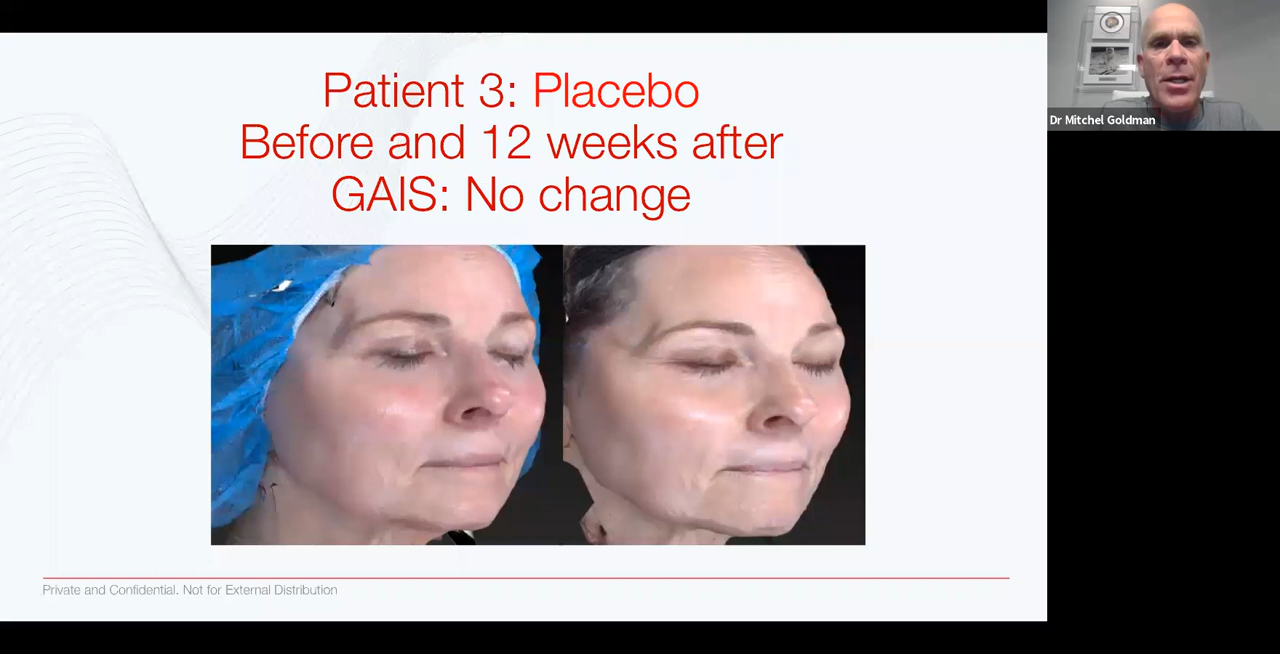 Patient 3: Placebo
Before and 12 weeks after
GAIS: No change
Private and Confidential. Not for External Distribution
Dr Mitchel Goldman